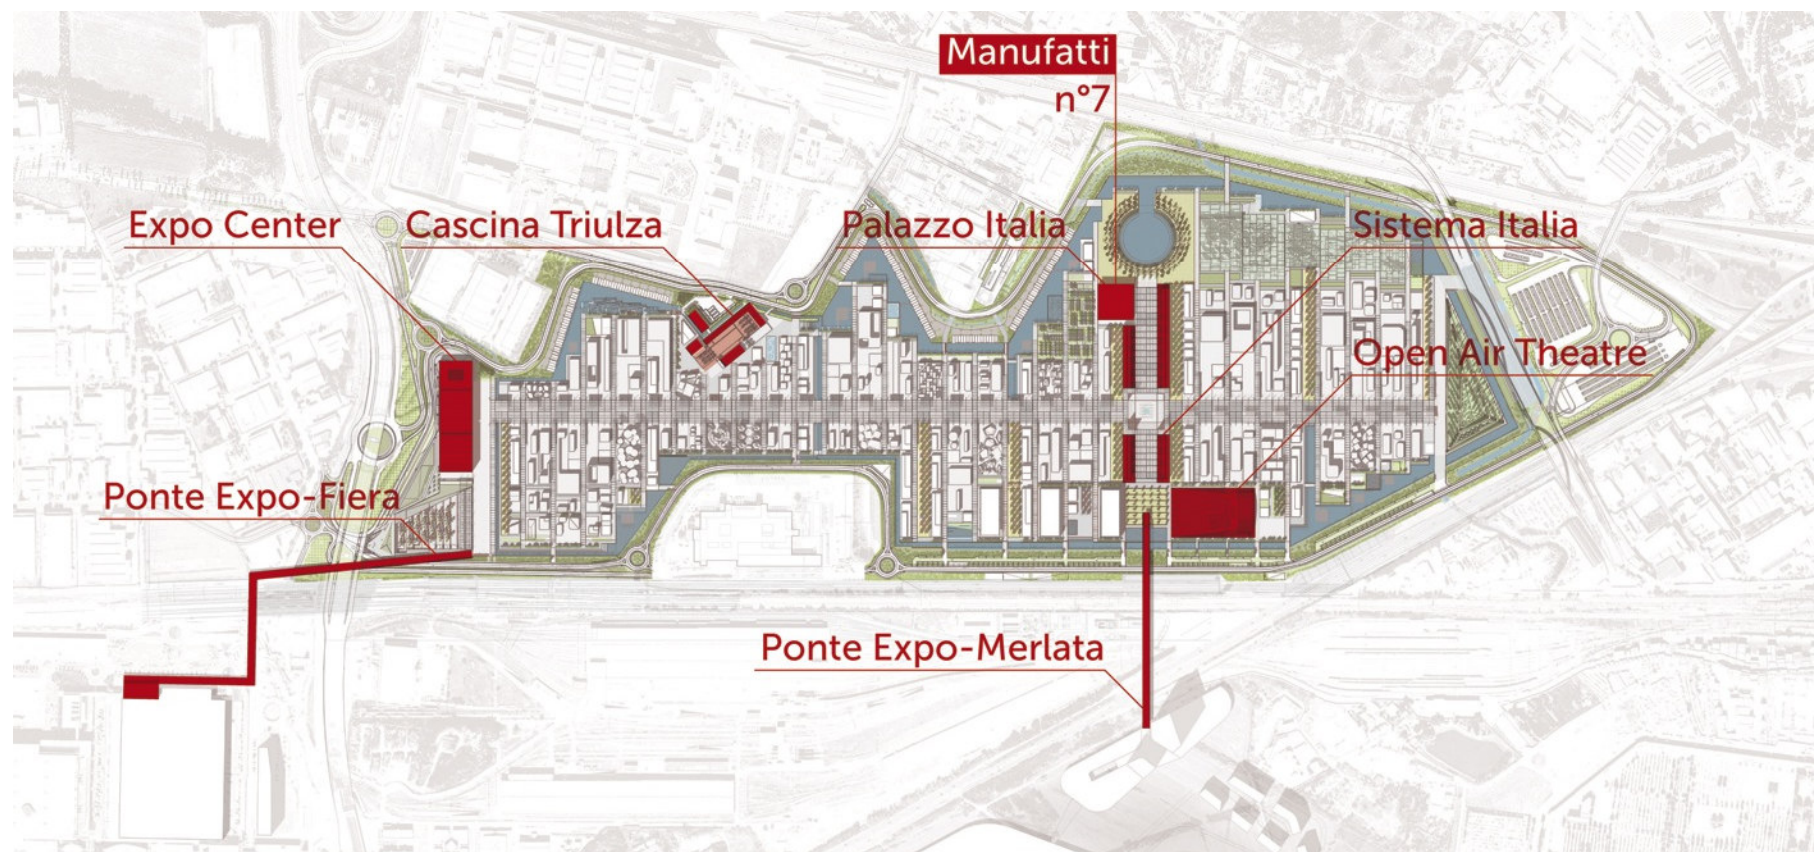 Manufatti
n°7
Expo Center
Cascina Triulza
Palazzo Italia
Sistema Italia
Open Air Theatre
Ponte Expo-Fiera
Ponte Expo-Merlata